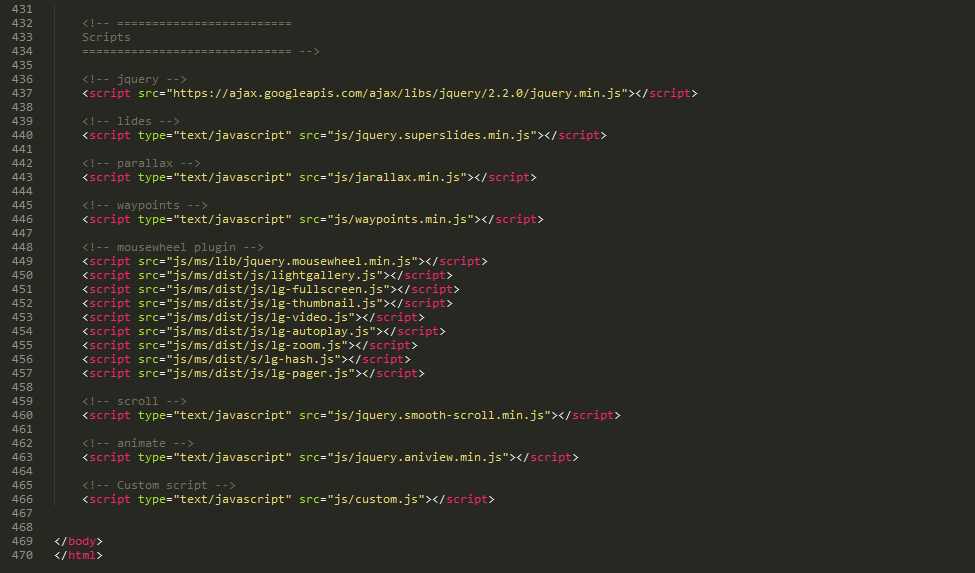 431
432 <!-- =========================
433 Scripts
434 ============================== -->
435
436 <!-- jquery -->
437 <script src="https://ajax.googleapis.com/ajax/libs/jquery/2.2.0/jquery.min.js"></script>
438
439 <!-- lides -->
440 <script type="text/javascript" src="js/jquery.superslides.min.js"></script>
441
442 <!-- parallax -->
443 <script type="text/javascript" src="js/jarallax.min.js"></script>
444
445 <!-- waypoints -->
446 <script type="text/javascript" src="js/waypoints.min.js"></script>
447
448 <!-- mousewheel plugin -->
449 <script src="js/ms/lib/jquery.mousewheel.min.js"></script>
450 <script src="js/ms/dist/js/lightgallery.js"></script>
451 <script src="js/ms/dist/js/lg-fullscreen.js"></script>
452 <script src="js/ms/dist/js/lg-thumbnail.js"></script>
453 <script src="js/ms/dist/js/lg-video.js"></script>
454 <script src="js/ms/dist/js/lg-autoplay.js"></script>
455 <script src="js/ms/dist/js/lg-zoom.js"></script>
456 <script src="js/ms/dist/s/lg-hash.js"></script>
457 <script src="js/ms/dist/js/lg-pager.js"></script>
458
459 <!-- scroll -->
460 <script type="text/javascript" src="js/jquery.smooth-scroll.min.js"></script>
461
462 <!-- animate -->
463 <script type="text/javascript" src="js/jquery.aniview.min.js"></script>
464
465 <!-- Custom script -->
466 <script type="text/javascript" src="js/custom.js"></script>
467
468
469 </body>
470 </html>